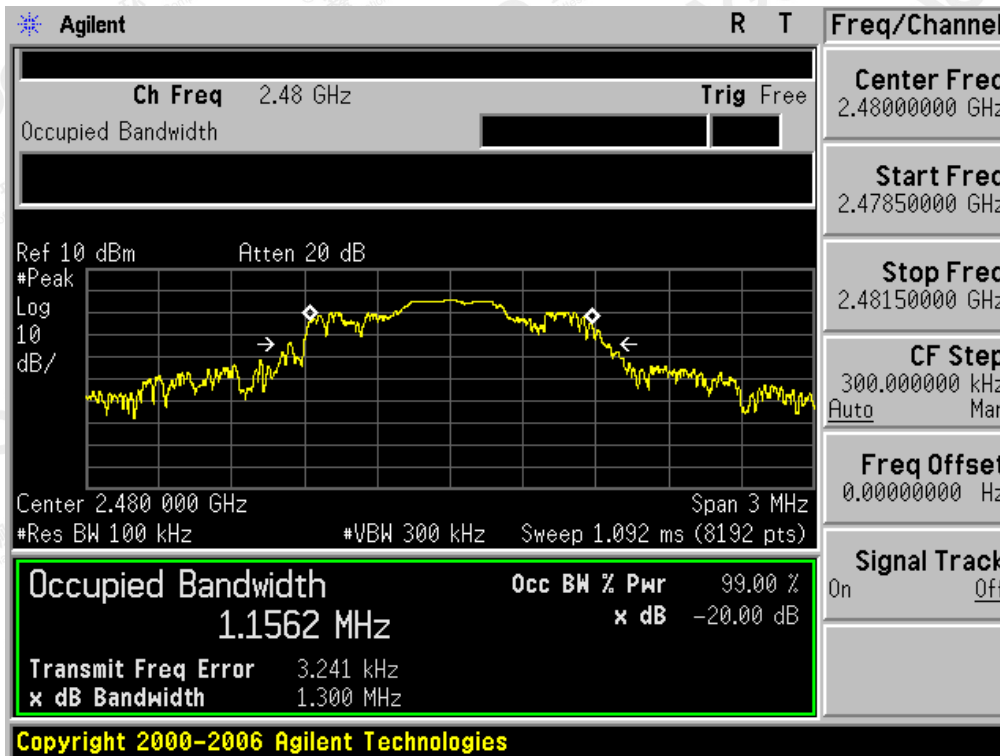 Agilent
R T
Freq/Channel
Ch Freq 2.48 GHz
Trig Free
Occupied Bandwidth
Center Freq
2.48000000 GHz
Start Freq
2.47850000 GHz
Stop Freq
2.48150000 GHz
CF Step
300.000000 kHz
Auto Man
Freq Offset
0.00000000 Hz
Signal Track
On Off
Ref 10 dBm
Atten 20 dB
#Peak
Log
10
dB/
Center 2.480 000 GHz
Span 3 MHz
#Res BW 100 kHz
#VBW 300 kHz
Sweep 1.092 ms (8192 pts)
Occupied Bandwidth
1.1562 MHz
Occ BW % Pwr 99.00 %
x dB -20.00 dB
Transmit Freq Error 3.241 kHz
x dB Bandwidth 1.300 MHz
Copyright 2000-2006 Agilent Technologies